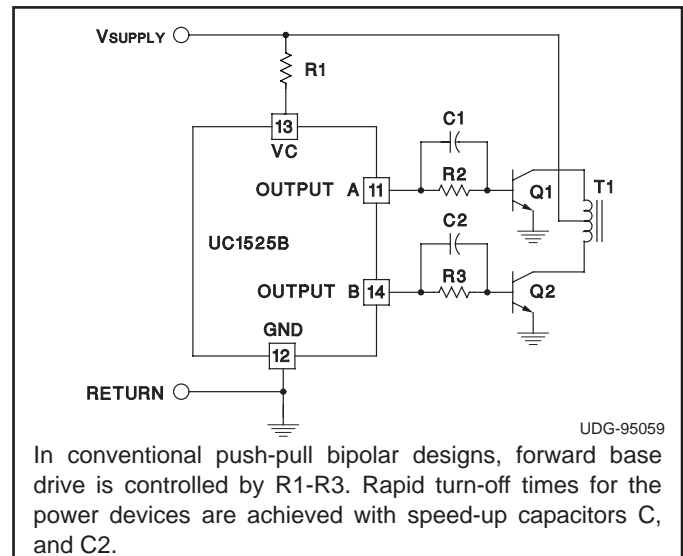 VSUPPLY
R1
13
VC
C1
OUTPUT A 11
R2
Q1
T1
UC1525B
C2
OUTPUT B 14
R3
Q2
GND
12
RETURN
UDG-95059
In conventional push-pull bipolar designs, forward base
drive is controlled by R1-R3. Rapid turn-off times for the
power devices are achieved with speed-up capacitors C,
and C2.